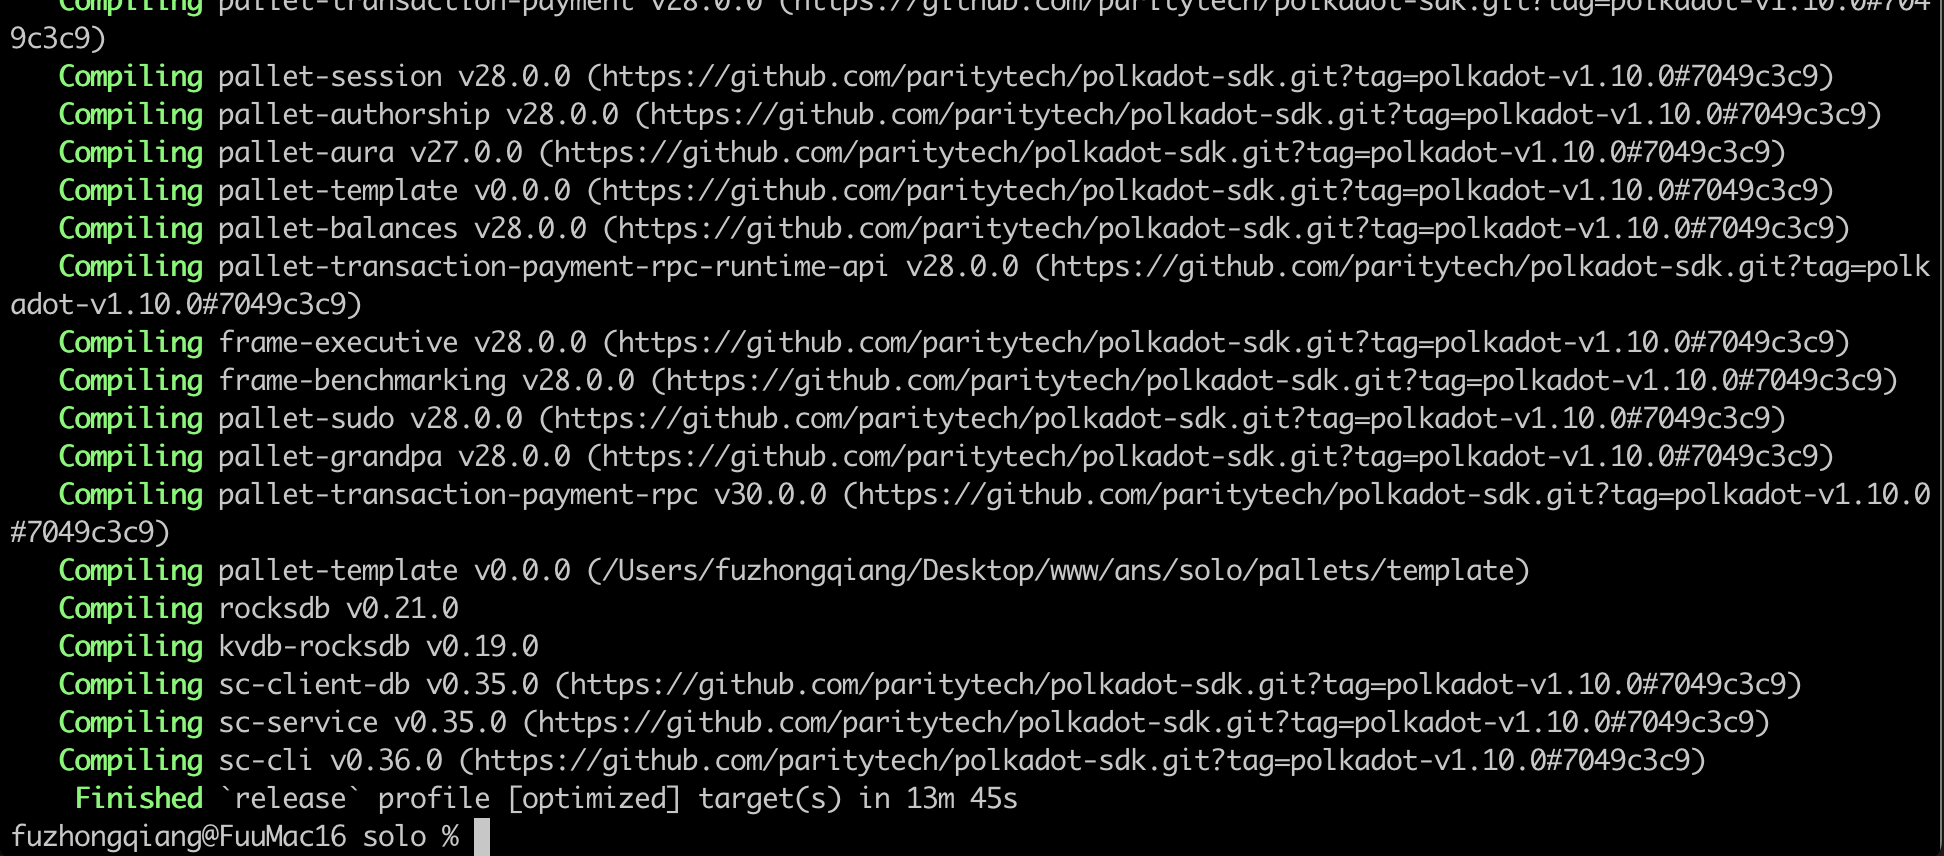 Compiling pallet-transaction-payment v28.0.0 (https://github.com/paritytech/polkadot-sdk.git?tag=polkadot-v1.10.0#704
9c3c9)
Compiling pallet-session v28.0.0 (https://github.com/paritytech/polkadot-sdk.git?tag=polkadot-v1.10.0#7049c3c9)
Compiling pallet-authorship v28.0.0 (https://github.com/paritytech/polkadot-sdk.git?tag=polkadot-v1.10.0#7049c3c9)
Compiling pallet-aura v27.0.0 (https://github.com/paritytech/polkadot-sdk.git?tag=polkadot-v1.10.0#7049c3c9)
Compiling pallet-template v0.0.0 (https://github.com/paritytech/polkadot-sdk.git?tag=polkadot-v1.10.0#7049c3c9)
Compiling pallet-balances v28.0.0 (https://github.com/paritytech/polkadot-sdk.git?tag=polkadot-v1.10.0#7049c3c9)
Compiling pallet-transaction-payment-rpc-runtime-api v28.0.0 (https://github.com/paritytech/polkadot-sdk.git?tag=polk
adot-v1.10.0#7049c3c9)
Compiling frame-executive v28.0.0 (https://github.com/paritytech/polkadot-sdk.git?tag=polkadot-v1.10.0#7049c3c9)
Compiling frame-benchmarking v28.0.0 (https://github.com/paritytech/polkadot-sdk.git?tag=polkadot-v1.10.0#7049c3c9)
Compiling pallet-sudo v28.0.0 (https://github.com/paritytech/polkadot-sdk.git?tag=polkadot-v1.10.0#7049c3c9)
Compiling pallet-grandpa v28.0.0 (https://github.com/paritytech/polkadot-sdk.git?tag=polkadot-v1.10.0#7049c3c9)
Compiling pallet-transaction-payment-rpc v30.0.0 (https://github.com/paritytech/polkadot-sdk.git?tag=polkadot-v1.10.0
#7049c3c9)
Compiling pallet-template v0.0.0 (/Users/fuzhongqiang/Desktop/www/ans/solo/pallets/template)
Compiling rocksdb v0.21.0
Compiling kvdb-rocksdb v0.19.0
Compiling sc-client-db v0.35.0 (https://github.com/paritytech/polkadot-sdk.git?tag=polkadot-v1.10.0#7049c3c9)
Compiling sc-service v0.35.0 (https://github.com/paritytech/polkadot-sdk.git?tag=polkadot-v1.10.0#7049c3c9)
Compiling sc-cli v0.36.0 (https://github.com/paritytech/polkadot-sdk.git?tag=polkadot-v1.10.0#7049c3c9)
Finished `release` profile [optimized] target(s) in 13m 45s
fuzhongqiang@FuuMac16 solo %